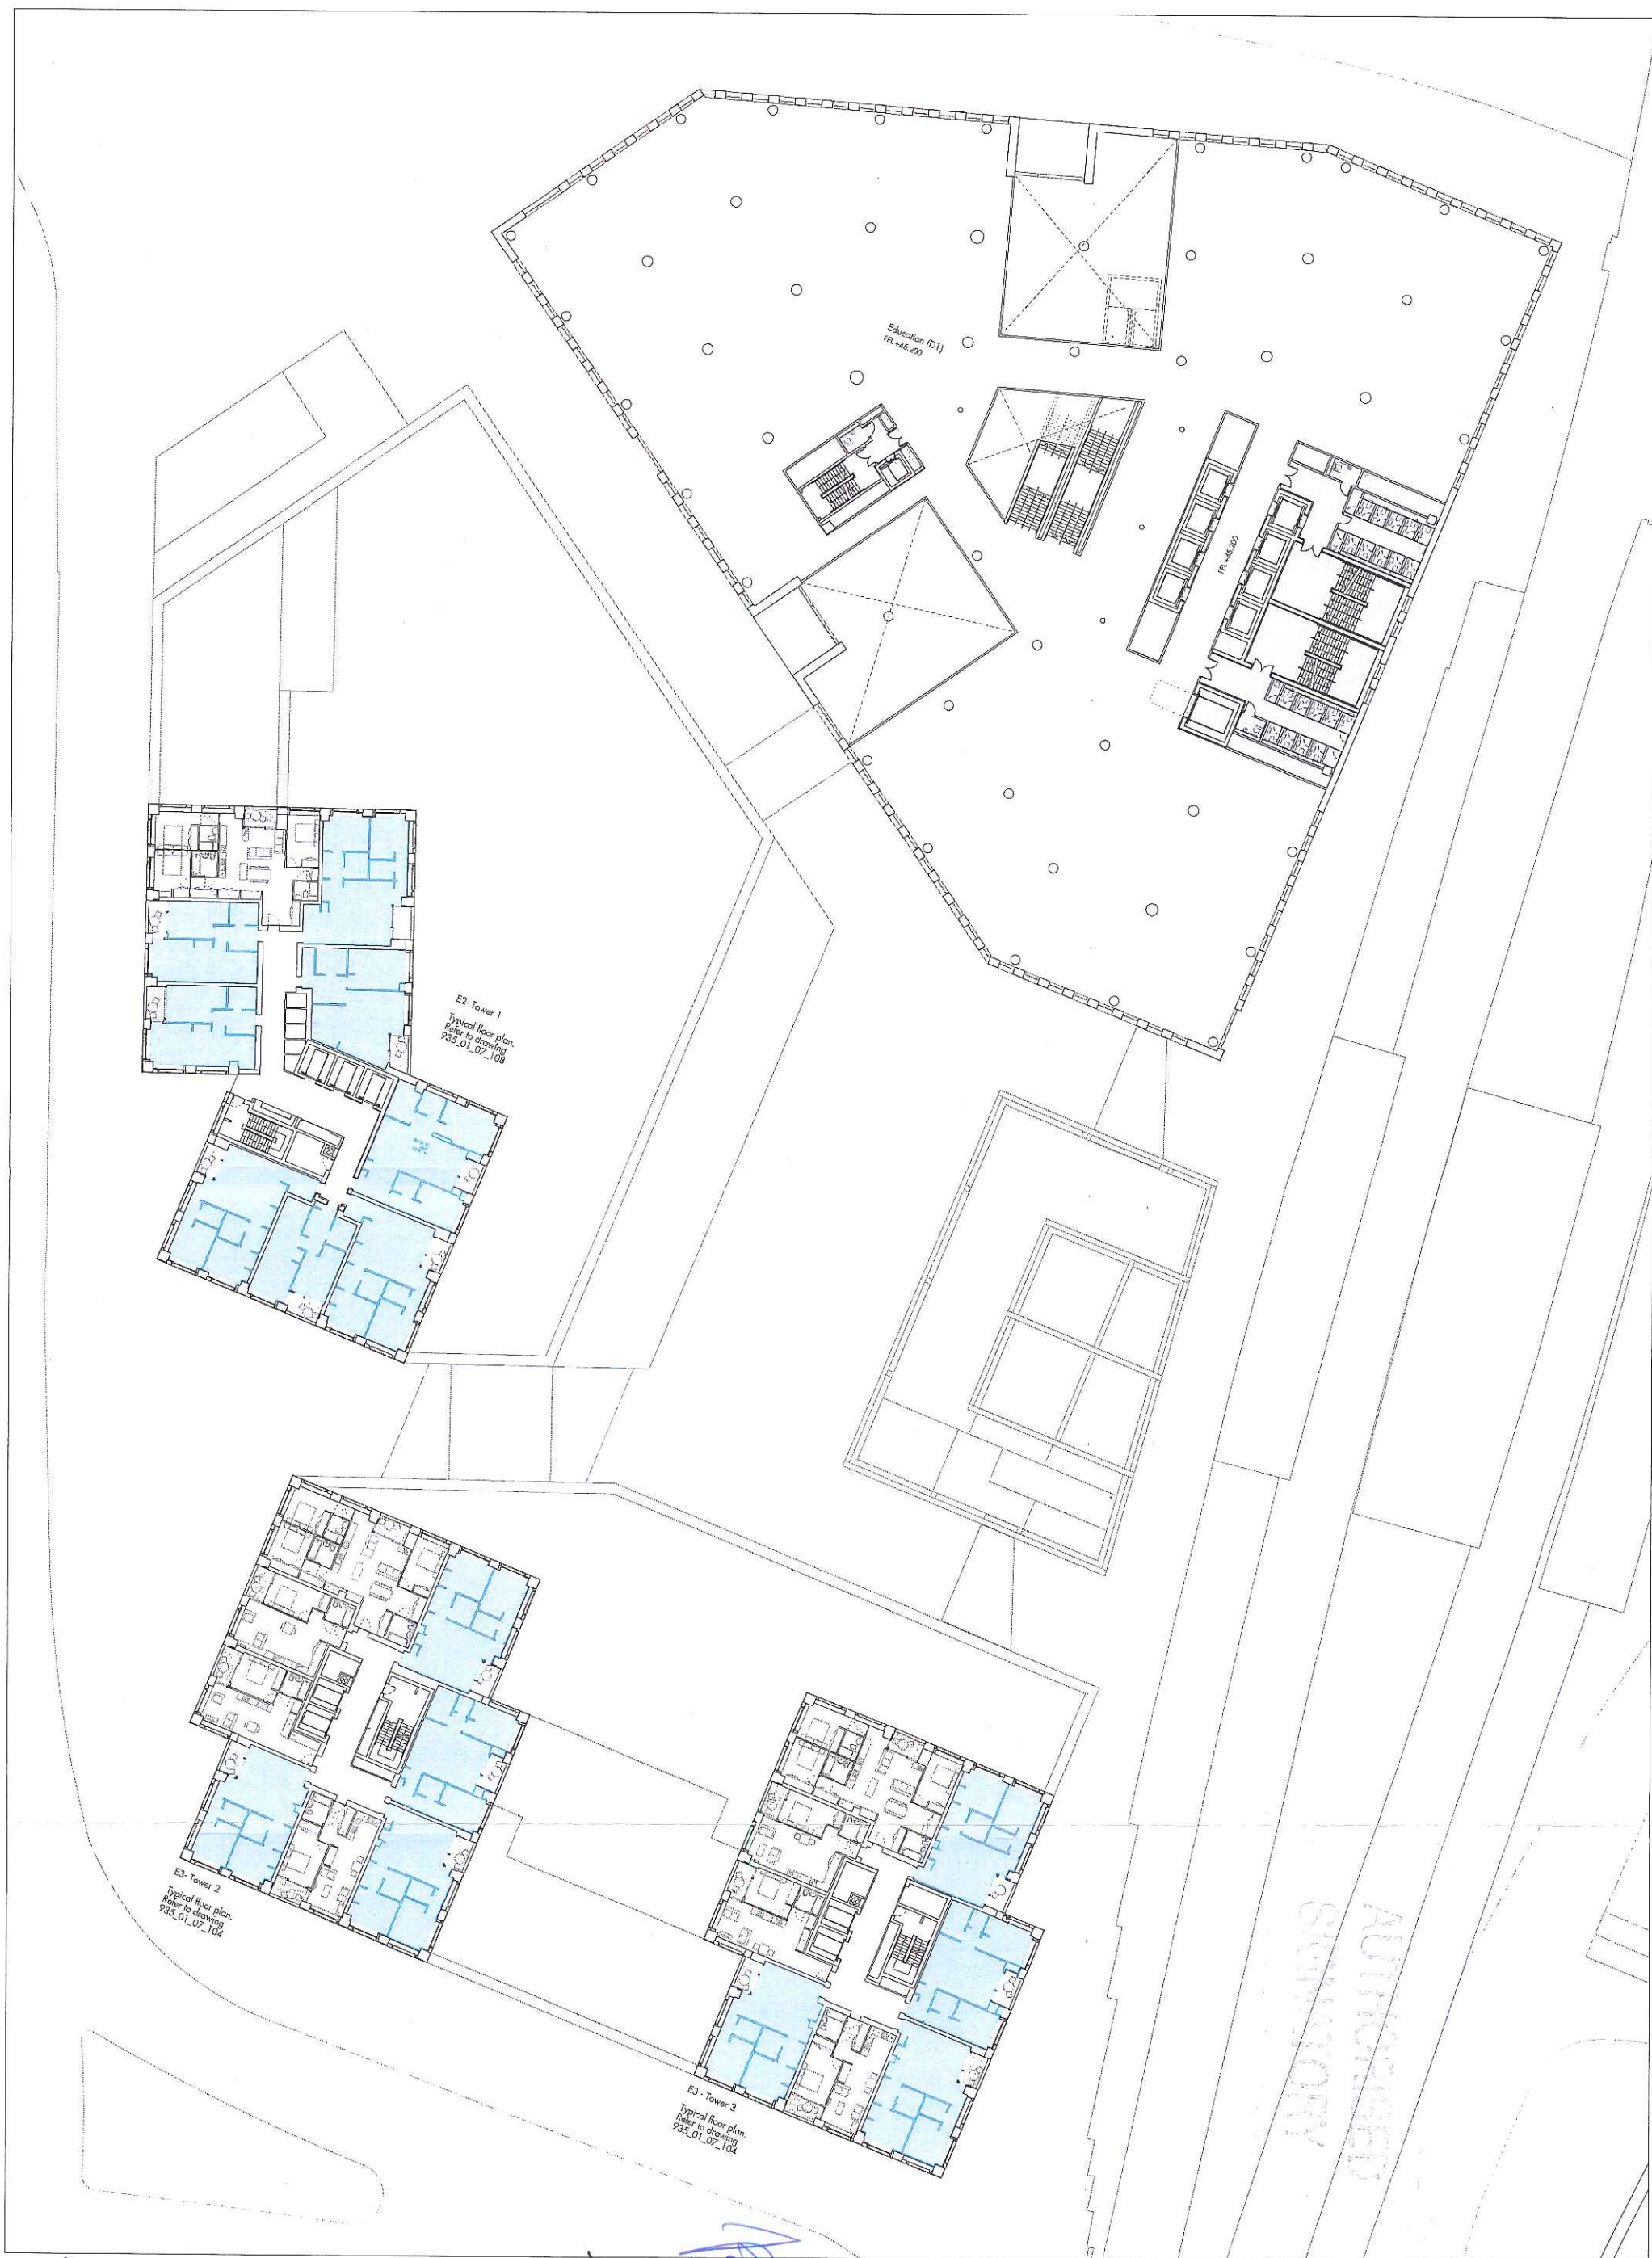 Education (D1)
FFL +45.200
FFL +45.200
E2- Tower 1
Typical floor plan.
Refer to drawing
935_01_07_108
E3- Tower 2
Typical floor plan.
Refer to drawing
935_01_07_104
E3 - Tower 3
Typical floor plan.
Refer to drawing
935_01_07_104
AUTHORISED
SIGNATORY